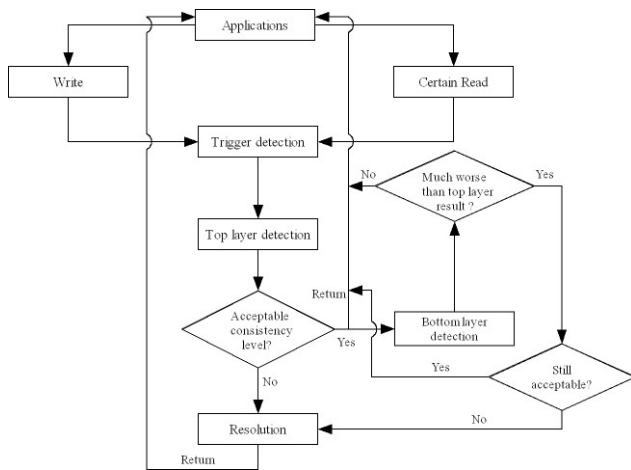 Applications
Write
Certain Read
Trigger detection
No
Much worse
than top layer
result ?
Yes
Top layer detection
Return
Acceptable
consistency
level?
Yes
Bottom layer
detection
Yes
Still
acceptable?
No
No
Resolution
Return